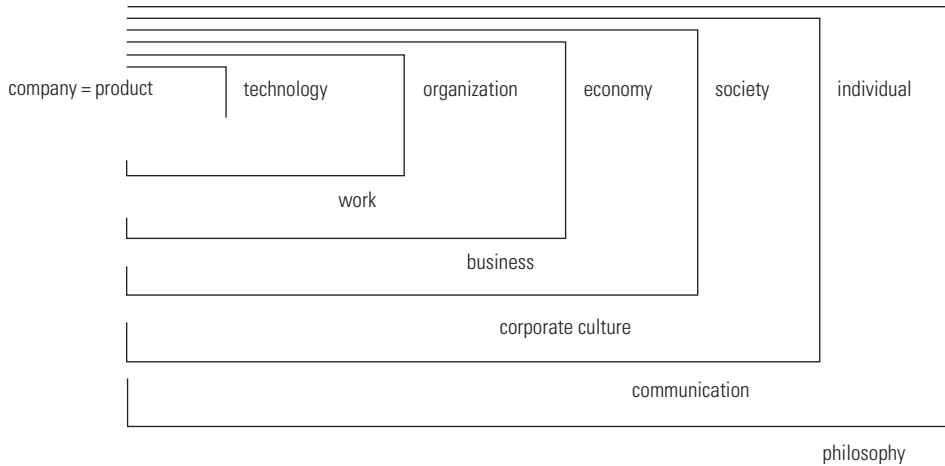 company = product technology organization economy society individual
work
business
corporate culture
communication
philosophy